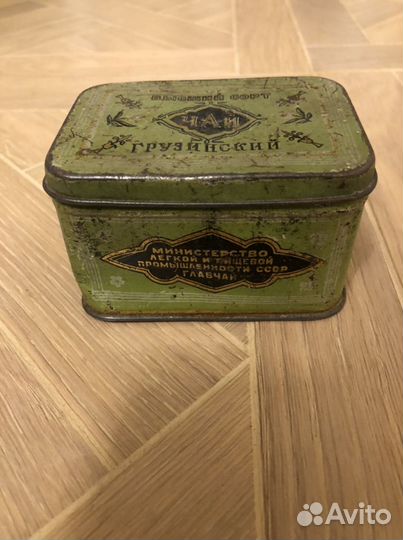 ВЫСШИЙ СОРТ
ЧАЙ
ГРУЗИНСКИЙ
МИНИСТЕРСТВО
ЛЕГКОЙ И ПИЩЕВОЙ
ПРОМЫШЛЕННОСТИ СССР
ГЛАВЧАЙ
Avito